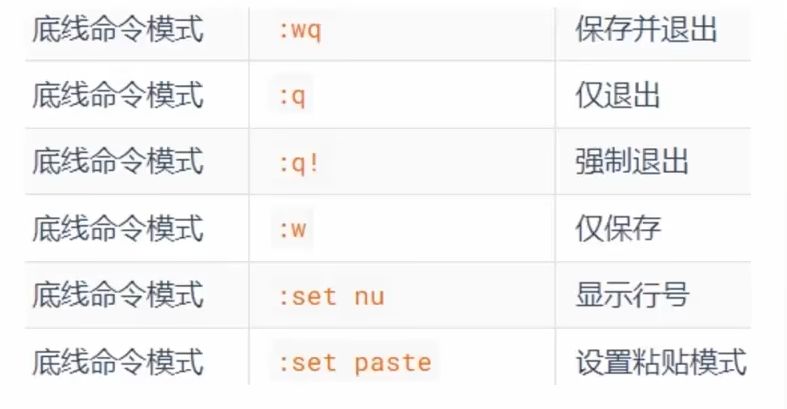 底线命令模式 :wq 保存并退出
底线命令模式 :q 仅退出
底线命令模式 :q! 强制退出
底线命令模式 :w 仅保存
底线命令模式 :set nu 显示行号
底线命令模式 :set paste 设置粘贴模式